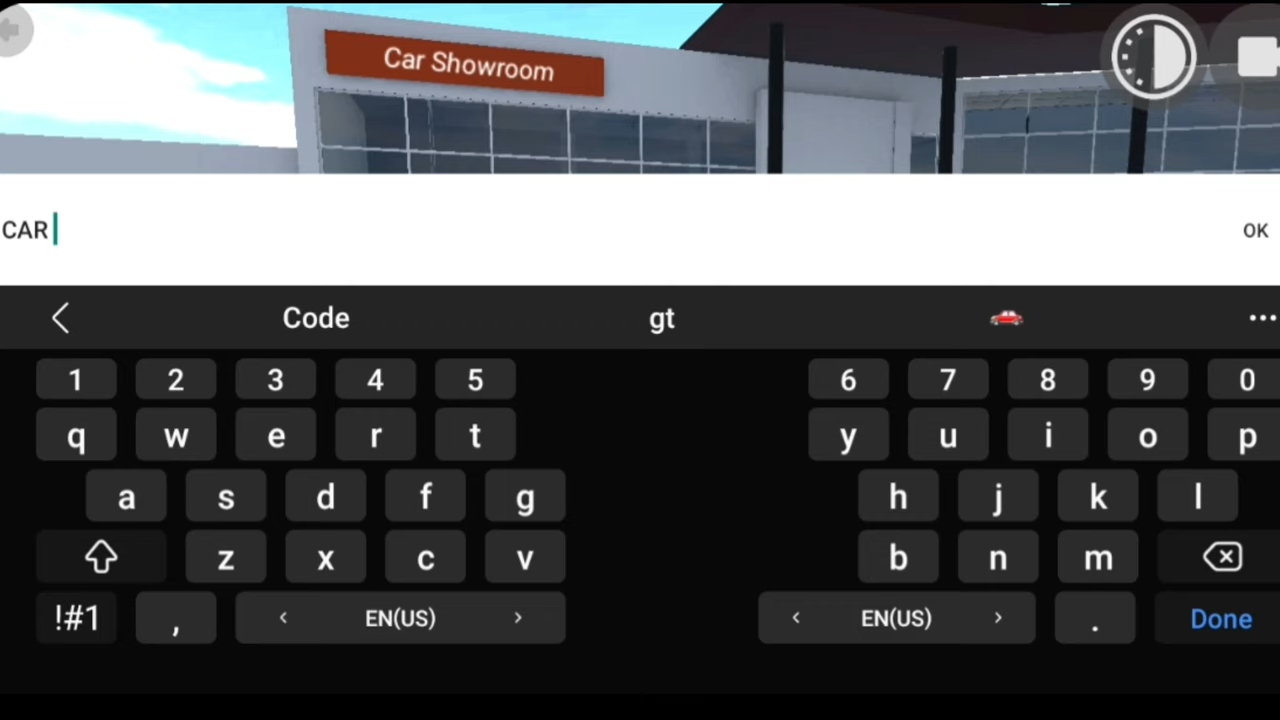 Car Showroom
CAR
OK
Code gt
1 2 3 4 5 6 7 8 9 0
q w e r t y u i o p
a s d f g h j k l
z x c v b n m
!#1 , < EN(US) > < EN(US) > . Done